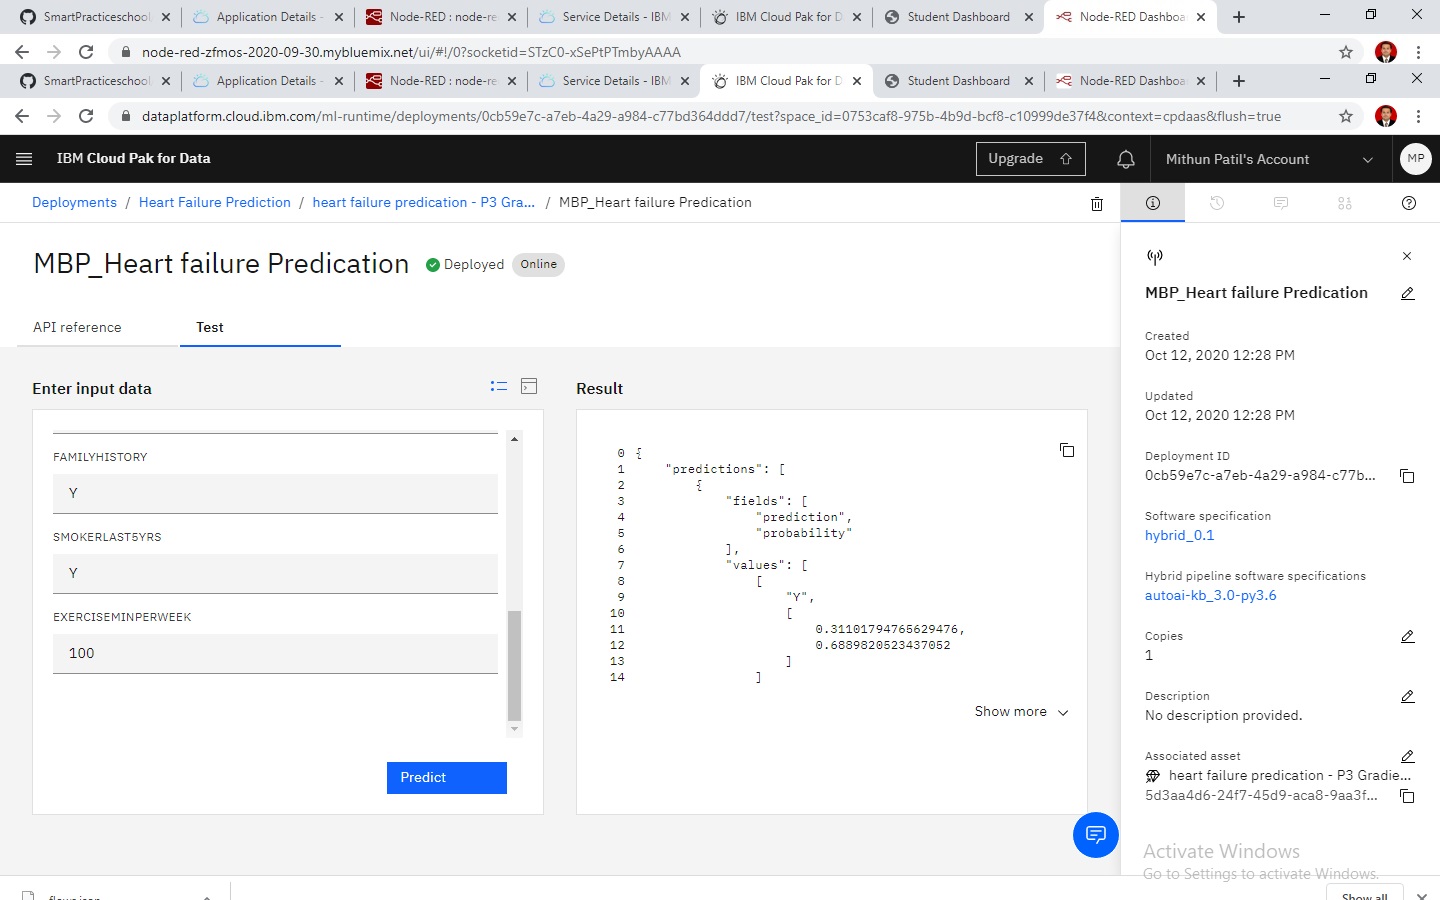 SmartPracticeschool
Application Details -
Node-RED : node-re
Service Details - IBM
IBM Cloud Pak for D
Student Dashboard
Node-RED Dashboa
node-red-zfmos-2020-09-30.mybluemix.net/ui/#!/0?socketid=STzC0-xSePtPTmbyAAAA
SmartPracticeschool
Application Details -
Node-RED : node-re
Service Details - IBM
IBM Cloud Pak for D
Student Dashboard
Node-RED Dashboa
dataplatform.cloud.ibm.com/ml-runtime/deployments/0cb59e7c-a7eb-4a29-a984-c77bd364ddd7/test?space_id=0753caf8-975b-4b9d-bcf8-c10999de37f4&context=cpdaas&flush=true
IBM Cloud Pak for Data
Upgrade
Mithun Patil's Account
MP
Deployments / Heart Failure Prediction / heart failure predication - P3 Gra... / MBP_Heart failure Predication
MBP_Heart failure Predication
Deployed
Online
API reference
Test
Enter input data
FAMILYHISTORY
Y
SMOKERLAST5YRS
Y
EXERCISEMINPERWEEK
100
Predict
Result
0 {
1 "predictions": [
2 {
3 "fields": [
4 "prediction",
5 "probability"
6 ],
7 "values": [
8 [
9 "Y",
10 [
11 0.31101794765629476,
12 0.6889820523437052
13 ]
14 ]
Show more
MBP_Heart failure Predication
Created
Oct 12, 2020 12:28 PM
Updated
Oct 12, 2020 12:28 PM
Deployment ID
0cb59e7c-a7eb-4a29-a984-c77b...
Software specification
hybrid_0.1
Hybrid pipeline software specifications
autoai-kb_3.0-py3.6
Copies
1
Description
No description provided.
Associated asset
heart failure predication - P3 Gradie...
5d3aa4d6-24f7-45d9-aca8-9aa3f...
Activate Windows
Go to Settings to activate Windows.
flows.json
Show all